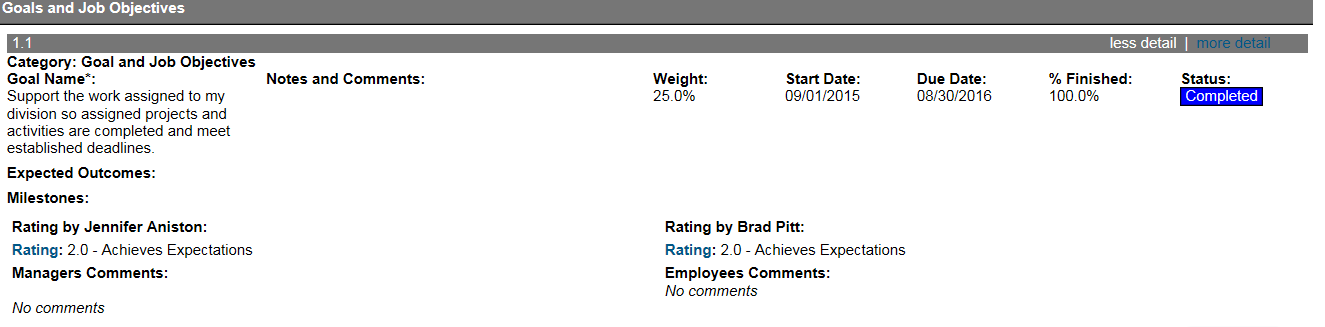 Goals and Job Objectives
1.1 less detail | more detail
Category: Goal and Job Objectives
Goal Name*: Notes and Comments: Weight: Start Date: Due Date: % Finished: Status:
Support the work assigned to my 25.0% 09/01/2015 08/30/2016 100.0% Completed
division so assigned projects and
activities are completed and meet
established deadlines.
Expected Outcomes:
Milestones:
Rating by Jennifer Aniston: Rating by Brad Pitt:
Rating: 2.0 - Achieves Expectations Rating: 2.0 - Achieves Expectations
Managers Comments: Employees Comments:
No comments
No comments